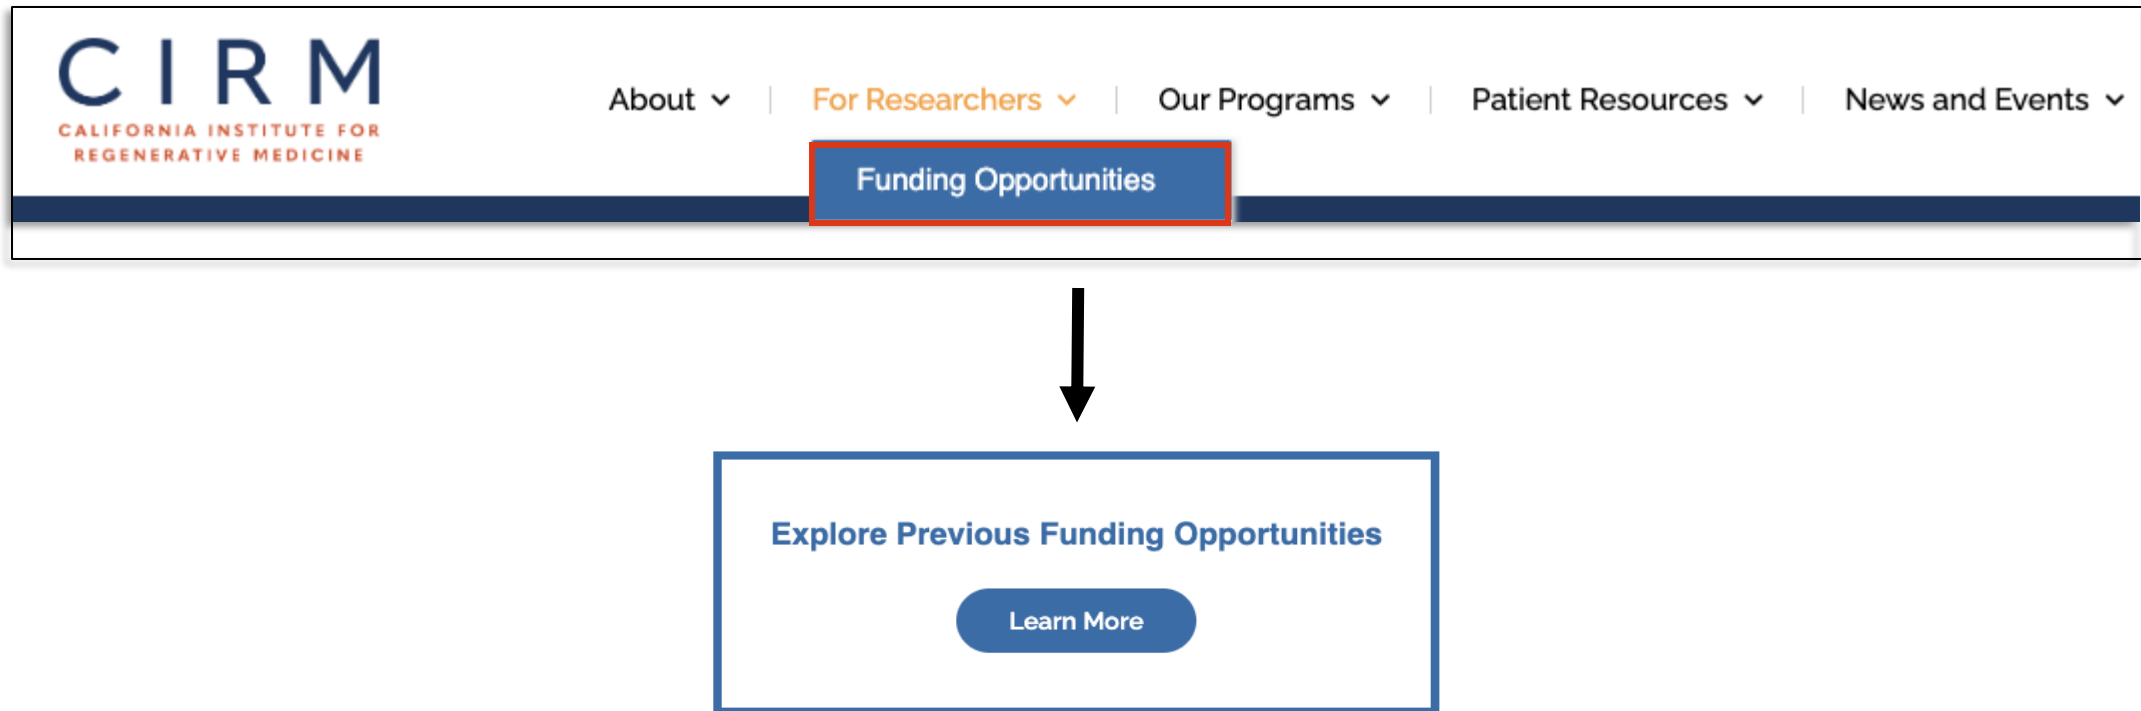 CIRM
CALIFORNIA INSTITUTE FOR
REGENERATIVE MEDICINE
About
For Researchers
Our Programs
Patient Resources
News and Events
Funding Opportunities
Explore Previous Funding Opportunities
Learn More